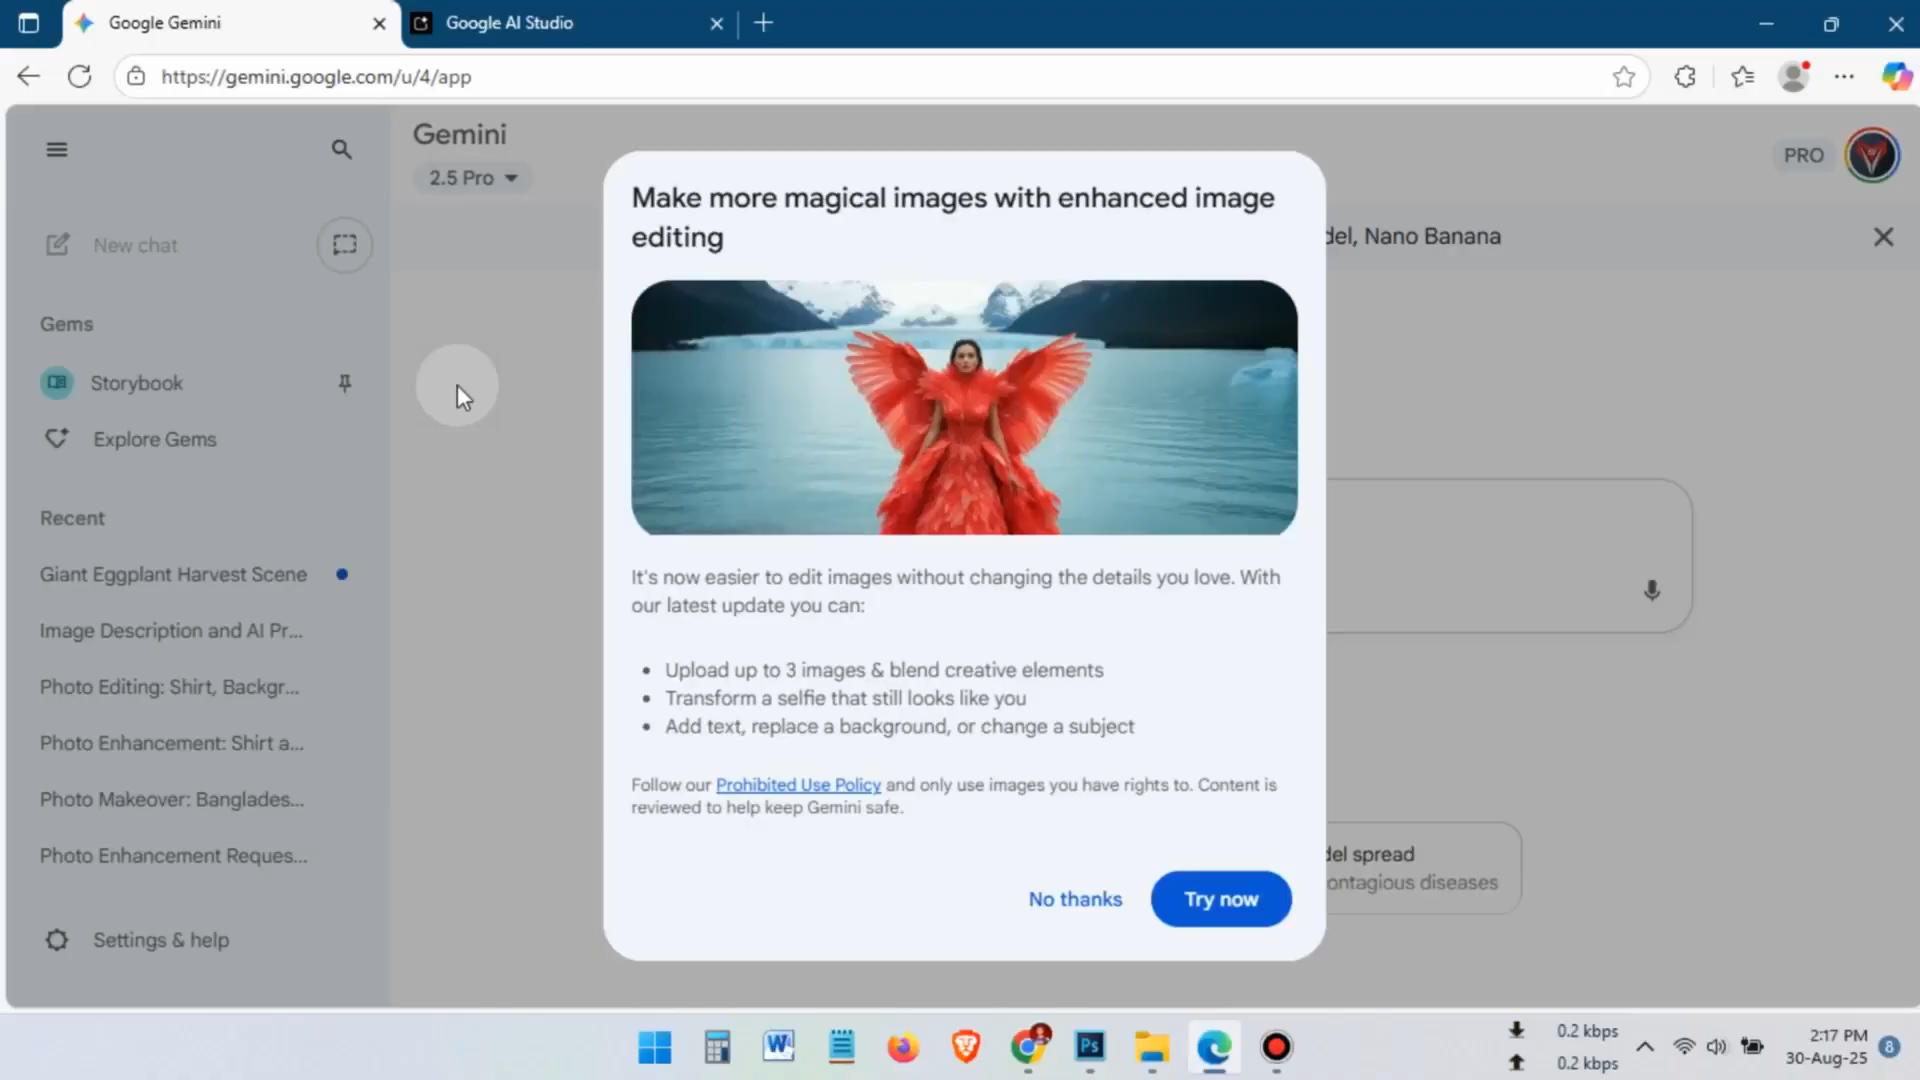 Google Gemini
Google AI Studio
https://gemini.google.com/u/4/app
Gemini
2.5 Pro
PRO
New chat
Gems
Storybook
Explore Gems
Recent
Giant Eggplant Harvest Scene
Image Description and AI Pr...
Photo Editing: Shirt, Backgr...
Photo Enhancement: Shirt a...
Photo Makeover: Banglades...
Photo Enhancement Reques...
Settings & help
Make more magical images with enhanced image
editing
It's now easier to edit images without changing the details you love. With
our latest update you can:
• Upload up to 3 images & blend creative elements
• Transform a selfie that still looks like you
• Add text, replace a background, or change a subject
Follow our Prohibited Use Policy and only use images you have rights to. Content is
reviewed to help keep Gemini safe.
No thanks
Try now
del, Nano Banana
del spread
ontagious diseases
W
Ps
0.2 kbps
0.2 kbps
2:17 PM
30-Aug-25
8